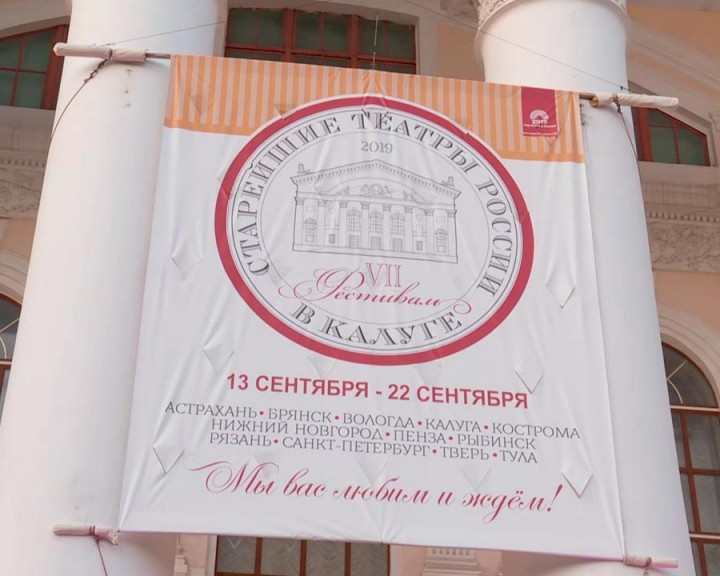 СТАРЕЙШИЕ ТЕАТРЫ РОССИИ
2019
VII
Фестиваль
В КАЛУГЕ
13 СЕНТЯБРЯ - 22 СЕНТЯБРЯ
АСТРАХАНЬ • БРЯНСК • ВОЛОГДА • КАЛУГА • КОСТРОМА
НИЖНИЙ НОВГОРОД • ПЕНЗА • РЫБИНСК
РЯЗАНЬ • САНКТ-ПЕТЕРБУРГ • ТВЕРЬ • ТУЛА
Мы вас любим и ждём!